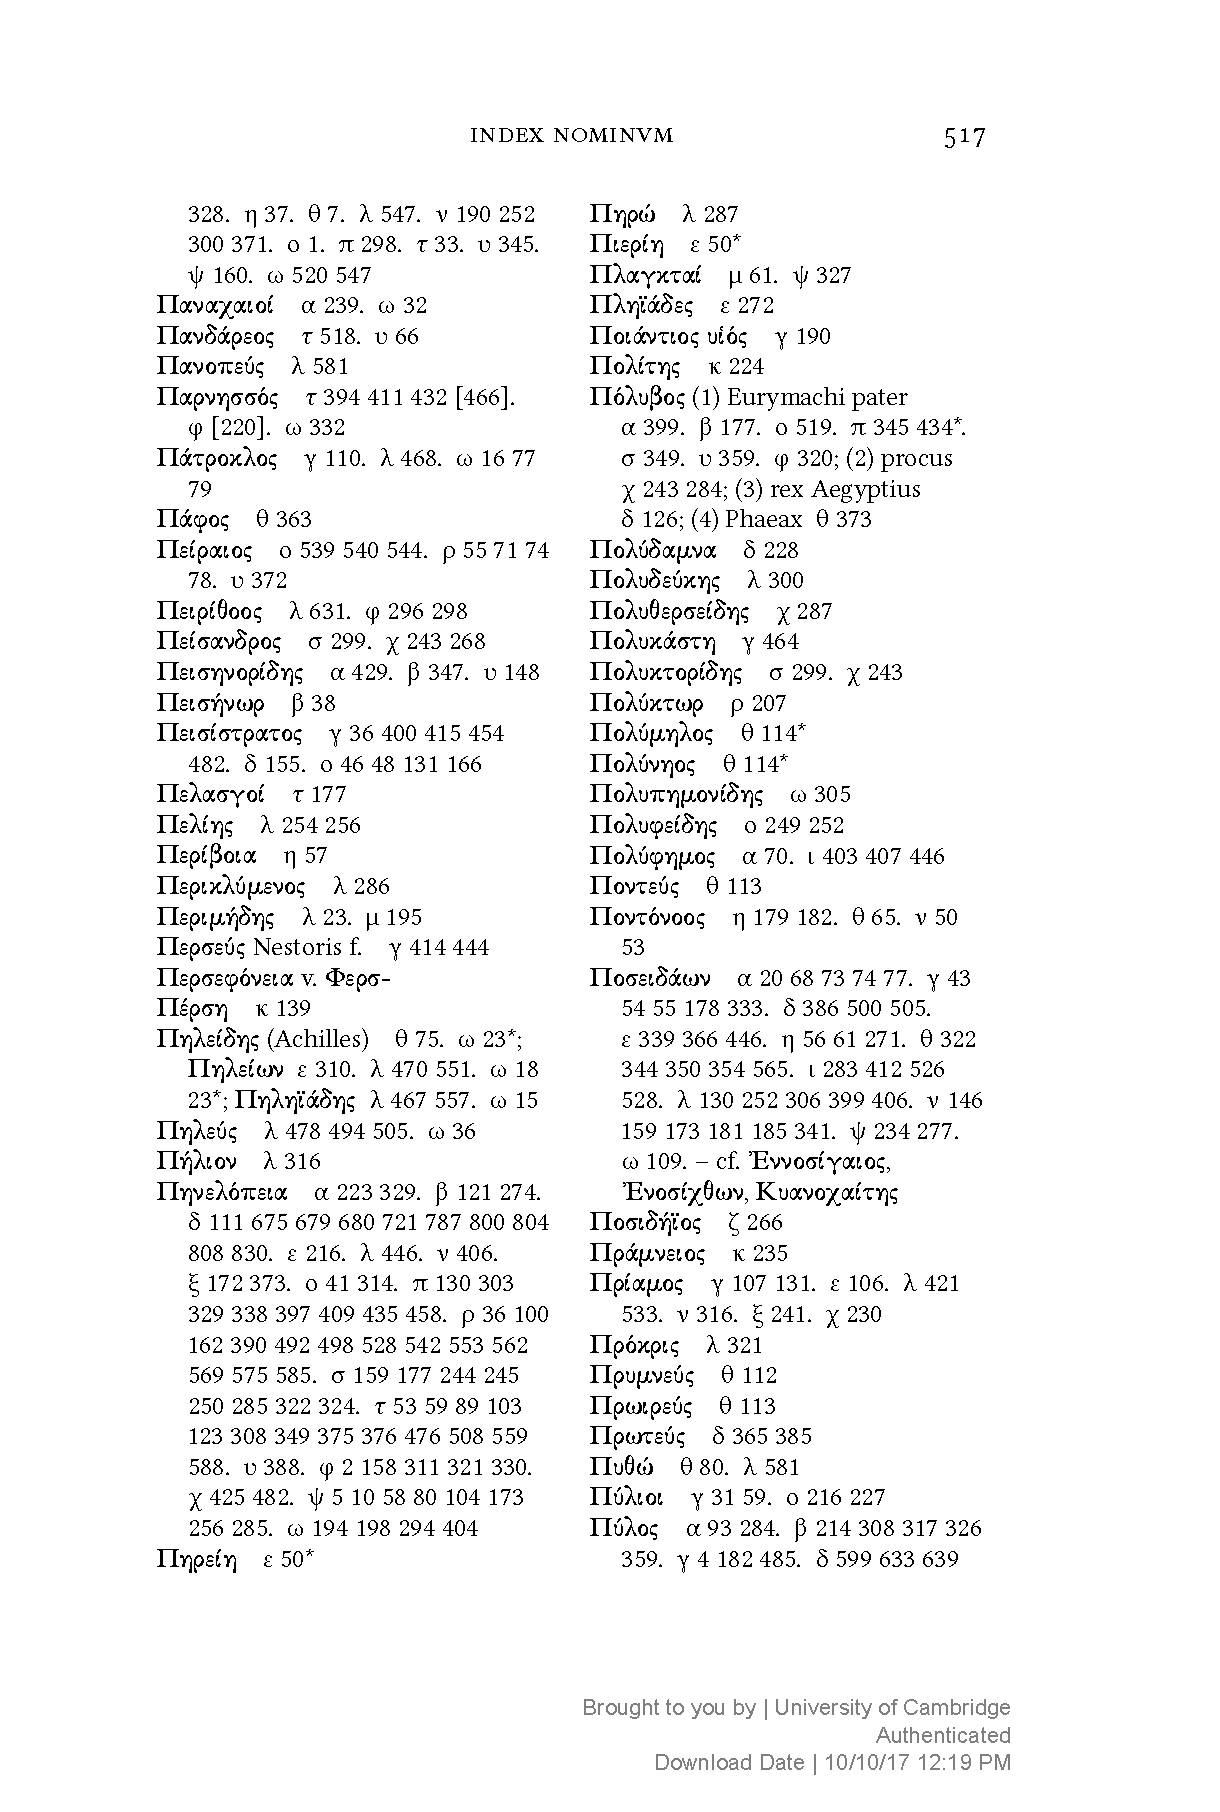 INDEX NOMINVM 517
328. η 37. θ 7. λ 547. ν 190 252
300 371. ο 1. π 298. τ 33. υ 345.
ψ 160. ω 520 547
Παναχαιοί α 239. ω 32
Πανδάρεος τ 518. υ 66
Πανοπεύς λ 581
Παρνησσός τ 394 411 432 [466].
φ [220]. ω 332
Πάτροκλος γ 110. λ 468. ω 16 77
79
Πάφος θ 363
Πείραιος ο 539 540 544. ρ 55 71 74
78. υ 372
Πειρίθοος λ 631. φ 296 298
Πείσανδρος σ 299. χ 243 268
Πεισηνορίδης α 429. β 347. υ 148
Πεισήνωρ β 38
Πεισίστρατος γ 36 400 415 454
482. δ 155. ο 46 48 131 166
Πελασγοί τ 177
Πελίης λ 254 256
Περίβοια η 57
Περικλύμενος λ 286
Περιμήδης λ 23. μ 195
Περσεύς Nestoris f. γ 414 444
Περσεφόνεια v. Φερσ-
Πέρση κ 139
Πηλείδης (Achilles) θ 75. ω 23*;
Πηλείων ε 310. λ 470 551. ω 18
23*; Πηληϊάδης λ 467 557. ω 15
Πηλεύς λ 478 494 505. ω 36
Πήλιον λ 316
Πηνελόπεια α 223 329. β 121 274.
δ 111 675 679 680 721 787 800 804
808 830. ε 216. λ 446. ν 406.
ξ 172 373. ο 41 314. π 130 303
329 338 397 409 435 458. ρ 36 100
162 390 492 498 528 542 553 562
569 575 585. σ 159 177 244 245
250 285 322 324. τ 53 59 89 103
123 308 349 375 376 476 508 559
588. υ 388. φ 2 158 311 321 330.
χ 425 482. ψ 5 10 58 80 104 173
256 285. ω 194 198 294 404
Πηρείη ε 50*
Πηρώ λ 287
Πιερίη ε 50*
Πλαγκταί μ 61. ψ 327
Πληϊάδες ε 272
Ποιάντιος υἱός γ 190
Πολίτης κ 224
Πόλυβος (1) Eurymachi pater
α 399. β 177. ο 519. π 345 434*.
σ 349. υ 359. φ 320; (2) procus
χ 243 284; (3) rex Aegyptius
δ 126; (4) Phaeax θ 373
Πολύδαμνα δ 228
Πολυδεύκης λ 300
Πολυθερσείδης χ 287
Πολυκάστη γ 464
Πολυκτορίδης σ 299. χ 243
Πολύκτωρ ρ 207
Πολύμηλος θ 114*
Πολύνηος θ 114*
Πολυπημονίδης ω 305
Πολυφείδης ο 249 252
Πολύφημος α 70. ι 403 407 446
Ποντεύς θ 113
Ποντόνοος η 179 182. θ 65. ν 50
53
Ποσειδάων α 20 68 73 74 77. γ 43
54 55 178 333. δ 386 500 505.
ε 339 366 446. η 56 61 271. θ 322
344 350 354 565. ι 283 412 526
528. λ 130 252 306 399 406. ν 146
159 173 181 185 341. ψ 234 277.
ω 109. – cf. Ἐννοσίγαιος,
Ἐνοσίχθων, Κυανοχαίτης
Ποσιδήϊος ζ 266
Πράμνειος κ 235
Πρίαμος γ 107 131. ε 106. λ 421
533. ν 316. ξ 241. χ 230
Πρόκρις λ 321
Πρυμνεύς θ 112
Πρωιρεύς θ 113
Πρωτεύς δ 365 385
Πυθώ θ 80. λ 581
Πύλιοι γ 31 59. ο 216 227
Πύλος α 93 284. β 214 308 317 326
359. γ 4 182 485. δ 599 633 639
Brought to you by | University of Cambridge
Authenticated
Download Date | 10/10/17 12:19 PM